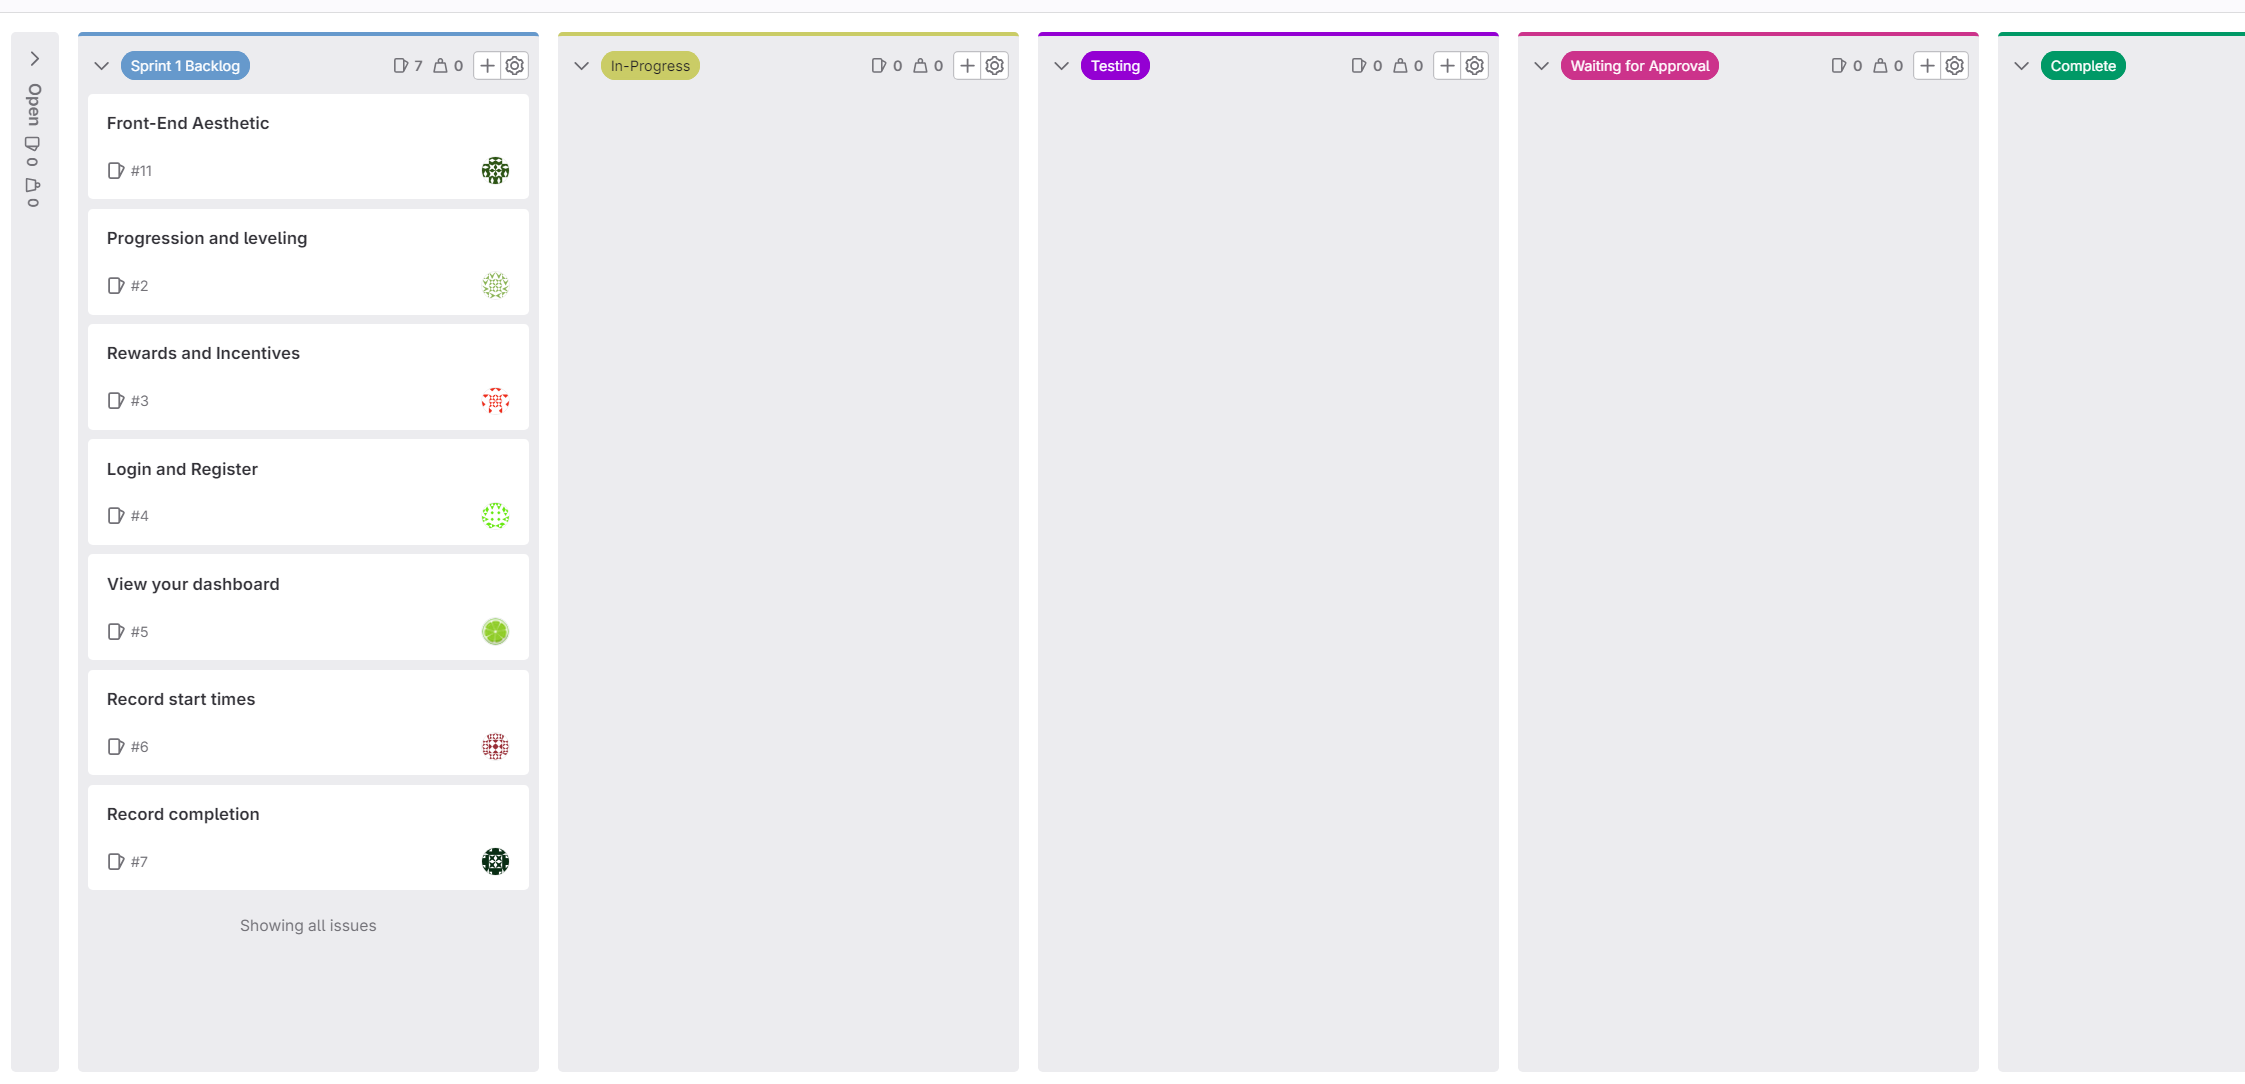 Open
0
0
Sprint 1 Backlog 7 0
Front-End Aesthetic
#11
Progression and leveling
#2
Rewards and Incentives
#3
Login and Register
#4
View your dashboard
#5
Record start times
#6
Record completion
#7
Showing all issues
In-Progress 0 0
Testing 0 0
Waiting for Approval 0 0
Complete